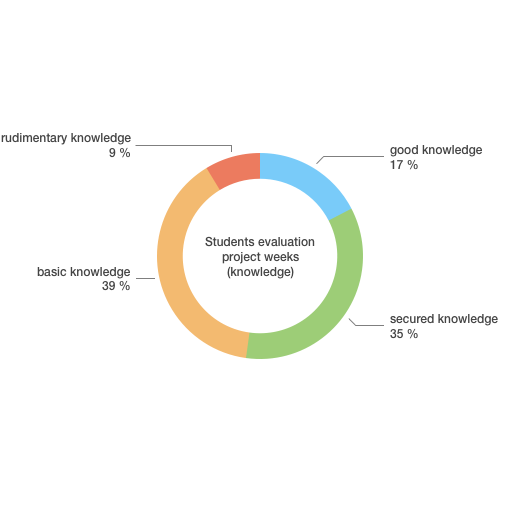 rudimentary knowledge
9 %
good knowledge
17 %
Students evaluation
project weeks
(knowledge)
basic knowledge
39 %
secured knowledge
35 %